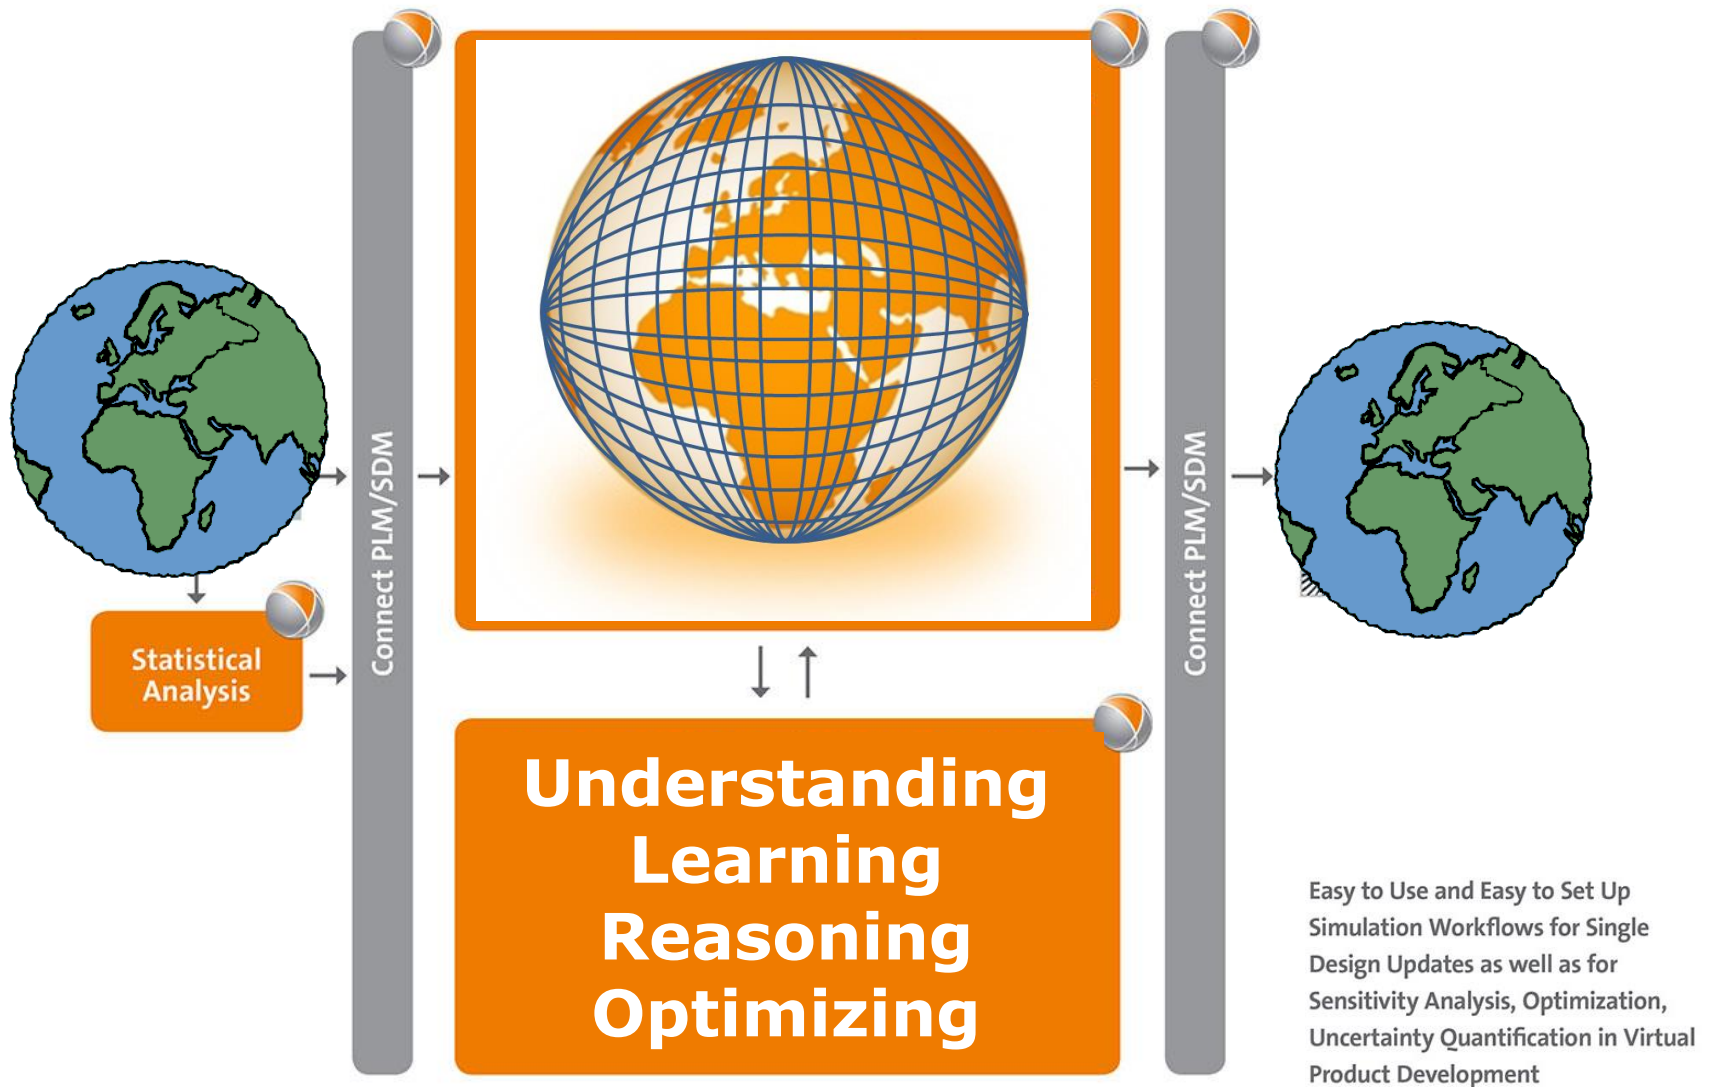 Connect PLM/SDM
Statistical
Analysis
Understanding
Learning
Reasoning
Optimizing
Connect PLM/SDM
Easy to Use and Easy to Set Up
Simulation Workflows for Single
Design Updates as well as for
Sensitivity Analysis, Optimization,
Uncertainty Quantification in Virtual
Product Development